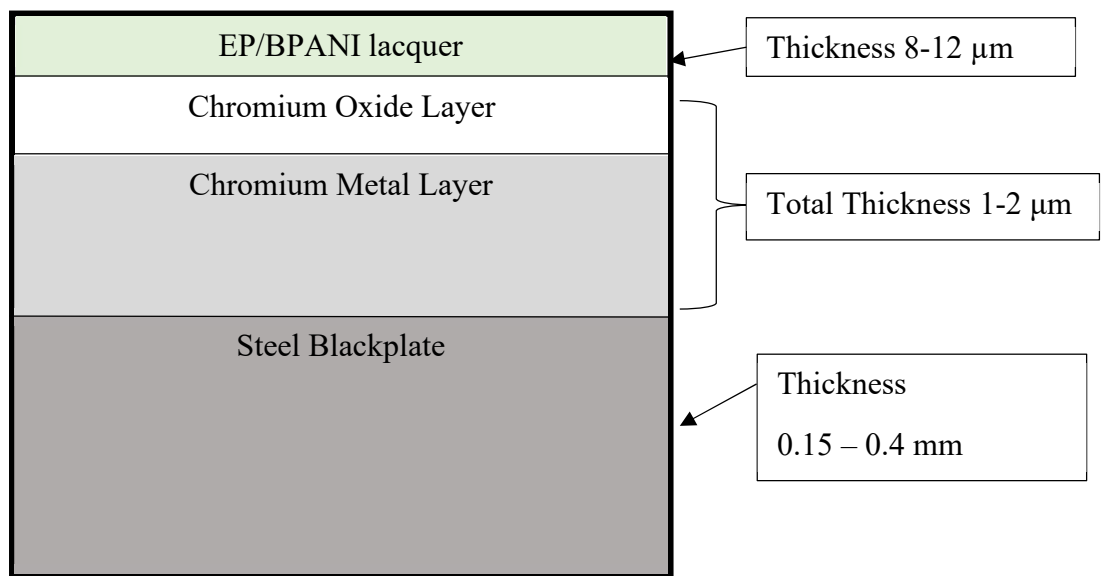 EP/BPANI lacquer
Thickness 8-12 µm
Chromium Oxide Layer
Chromium Metal Layer
Total Thickness 1-2 µm
Steel Blackplate
Thickness
0.15 – 0.4 mm